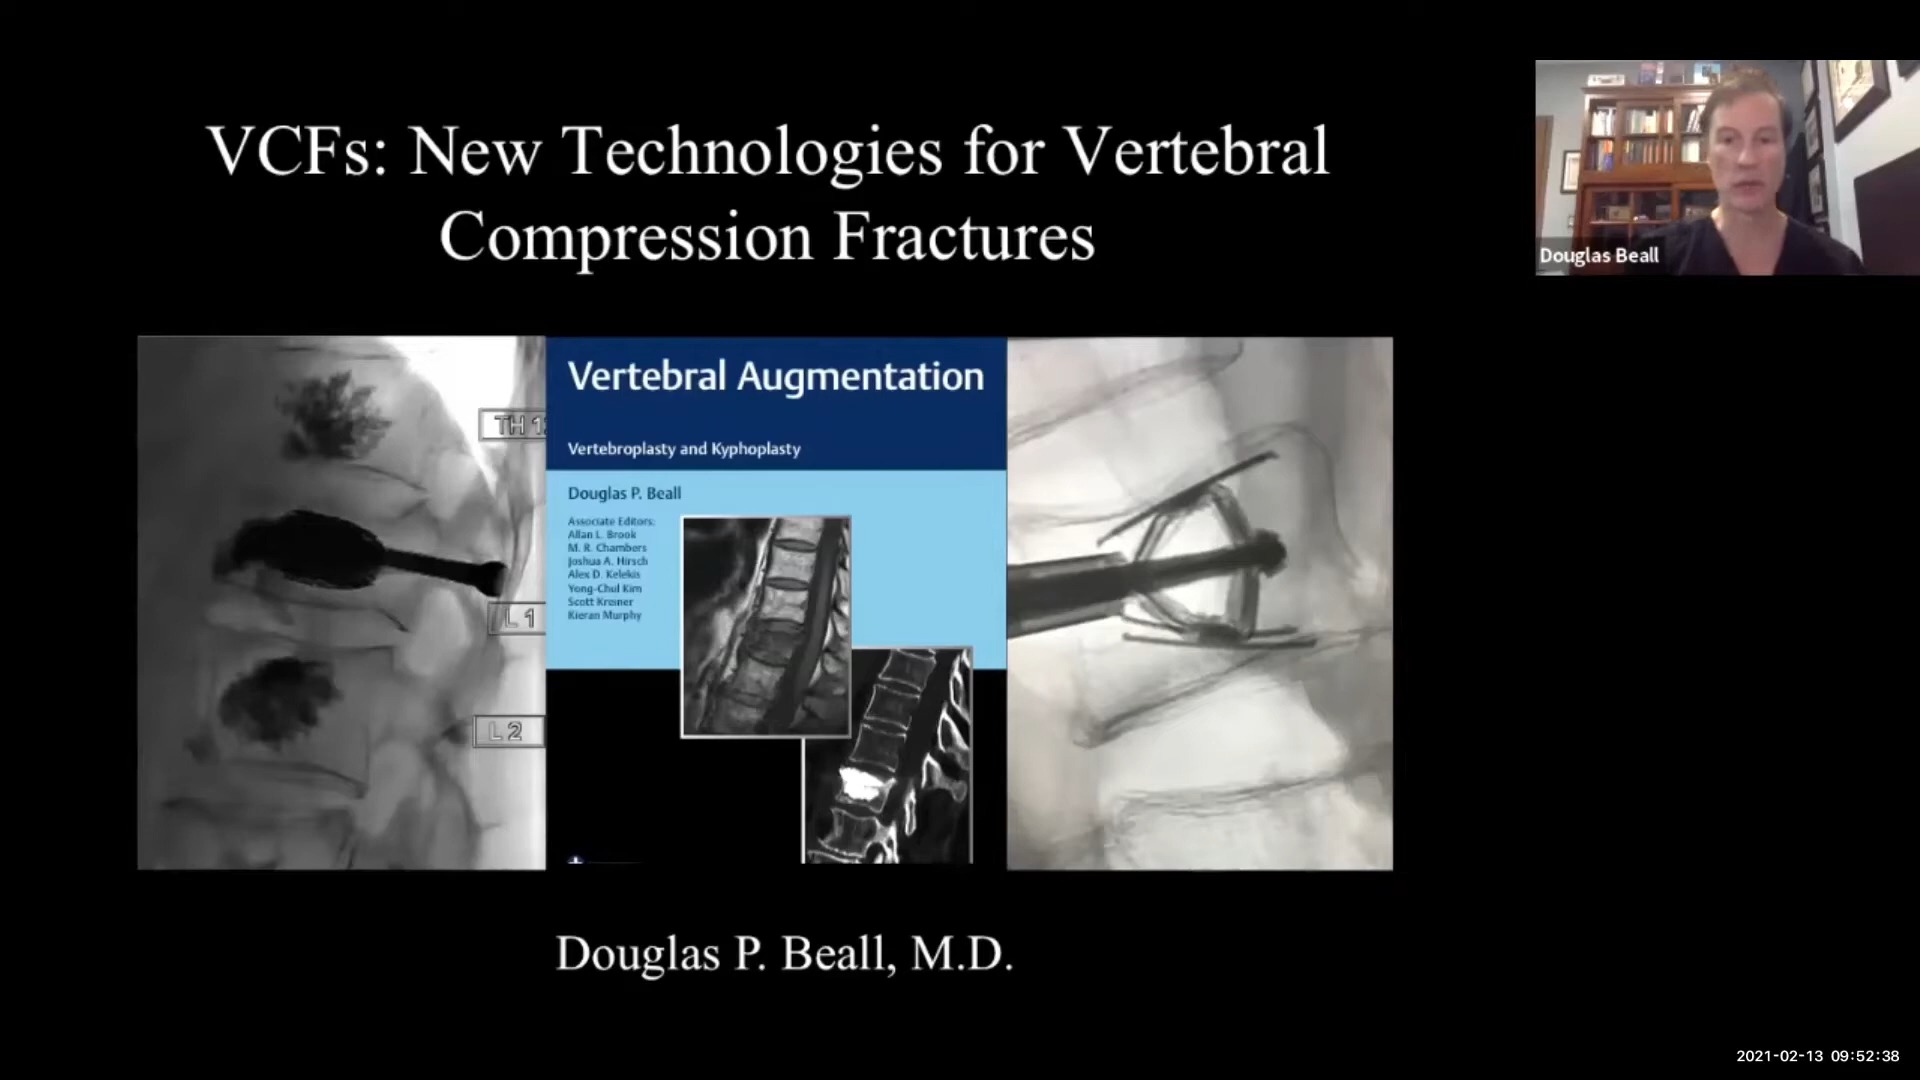 VCFs: New Technologies for Vertebral
Compression Fractures
Douglas Beall
TH 1
L 1
L 2
Vertebral Augmentation
Vertebroplasty and Kyphoplasty
Douglas P. Beall
Associate Editors:
Allan L. Brook
M. R. Chambers
Joshua A. Hirsch
Alex D. Kelekis
Yong-Chul Kim
Scott Kreiner
Kieran Murphy
Douglas P. Beall, M.D.
2021-02-13 09:52:38